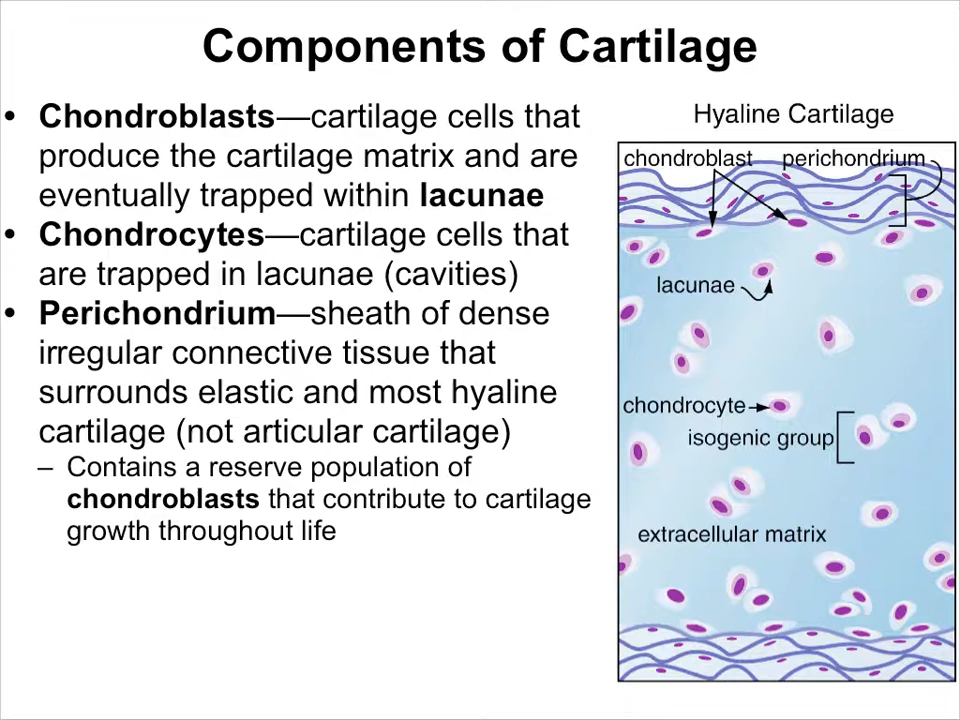 Components of Cartilage
• Chondroblasts—cartilage cells that
produce the cartilage matrix and are
eventually trapped within lacunae
• Chondrocytes—cartilage cells that
are trapped in lacunae (cavities)
• Perichondrium—sheath of dense
irregular connective tissue that
surrounds elastic and most hyaline
cartilage (not articular cartilage)
– Contains a reserve population of
chondroblasts that contribute to cartilage
growth throughout life
Hyaline Cartilage
chondroblast perichondrium
lacunae
chondrocyte
isogenic group
extracellular matrix